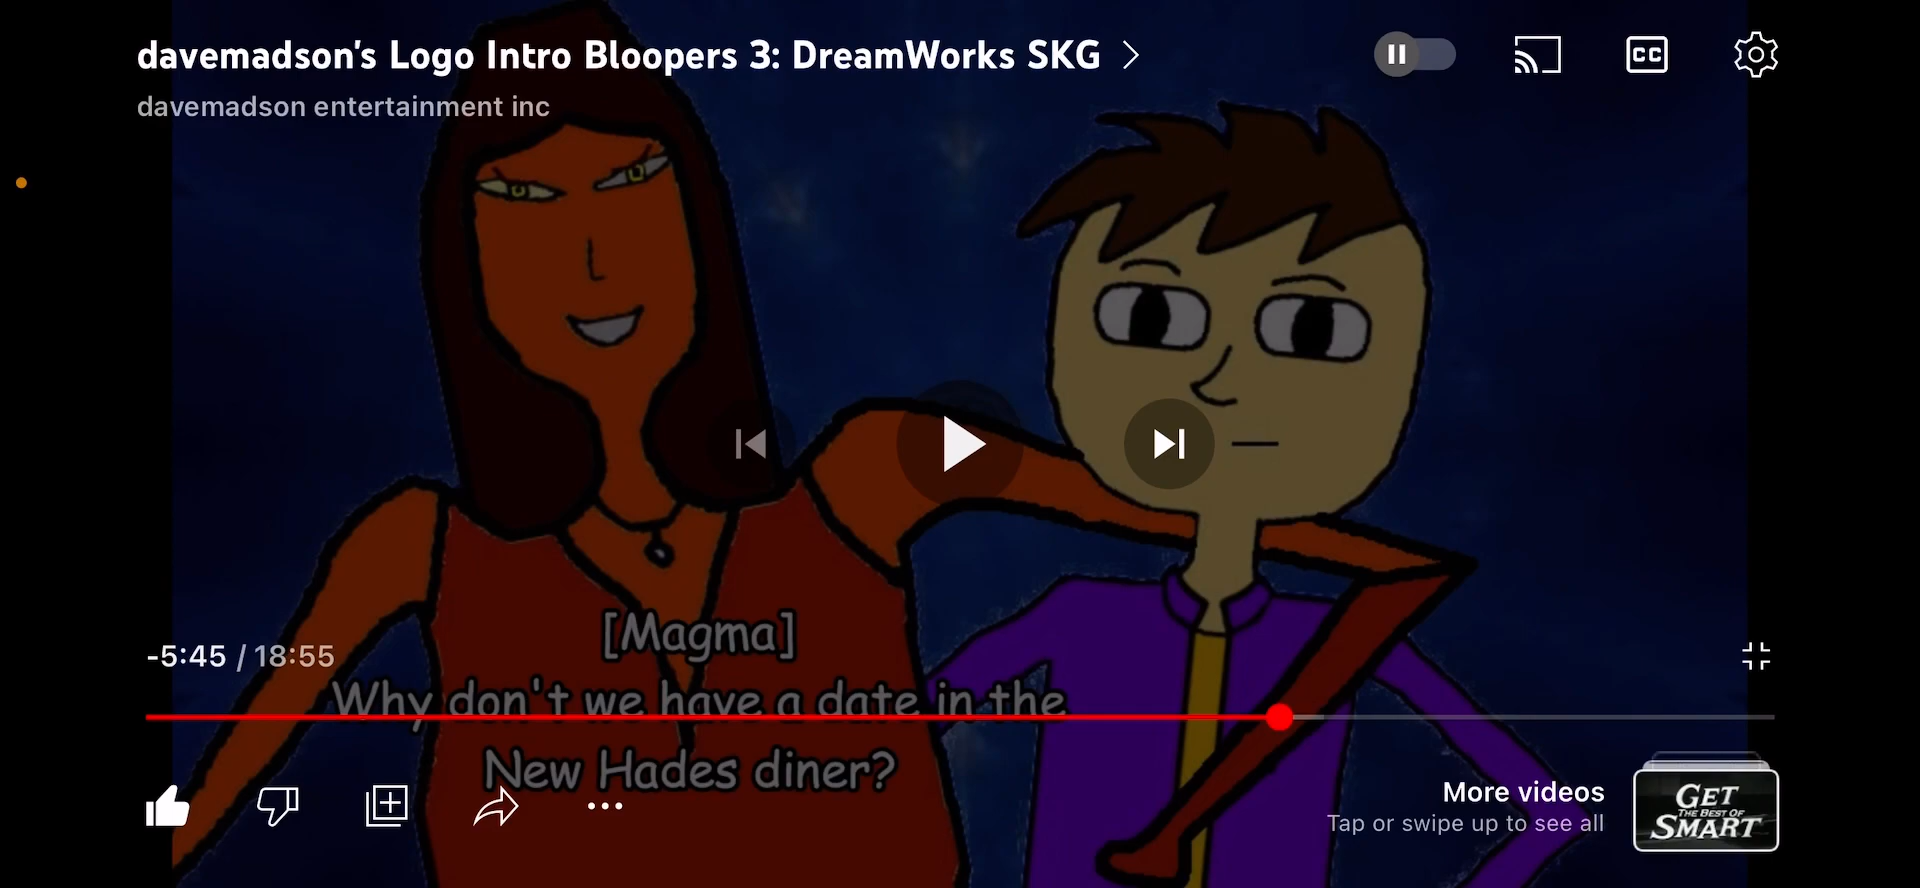 davemadson's Logo Intro Bloopers 3: DreamWorks SKG
CC
davemadson entertainment inc
[Magma]
-5:45 / 18:55
Why don't we have a date in the
New Hades diner?
More videos
Tap or swipe up to see all
GET
THE BEST OF
SMART